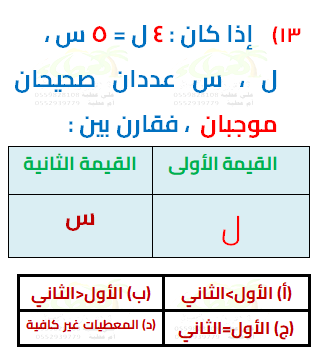 ١٣) إذا كان : ٤ ل = ٥ س ،
ل ، س عددان صحيحان
موجبان ، فقارن بين :
القيمة الأولى القيمة الثانية
ل س
(أ) الأول>الثاني (ب) الأول<الثاني
(ج) الأول=الثاني (د) المعطيات غير كافية